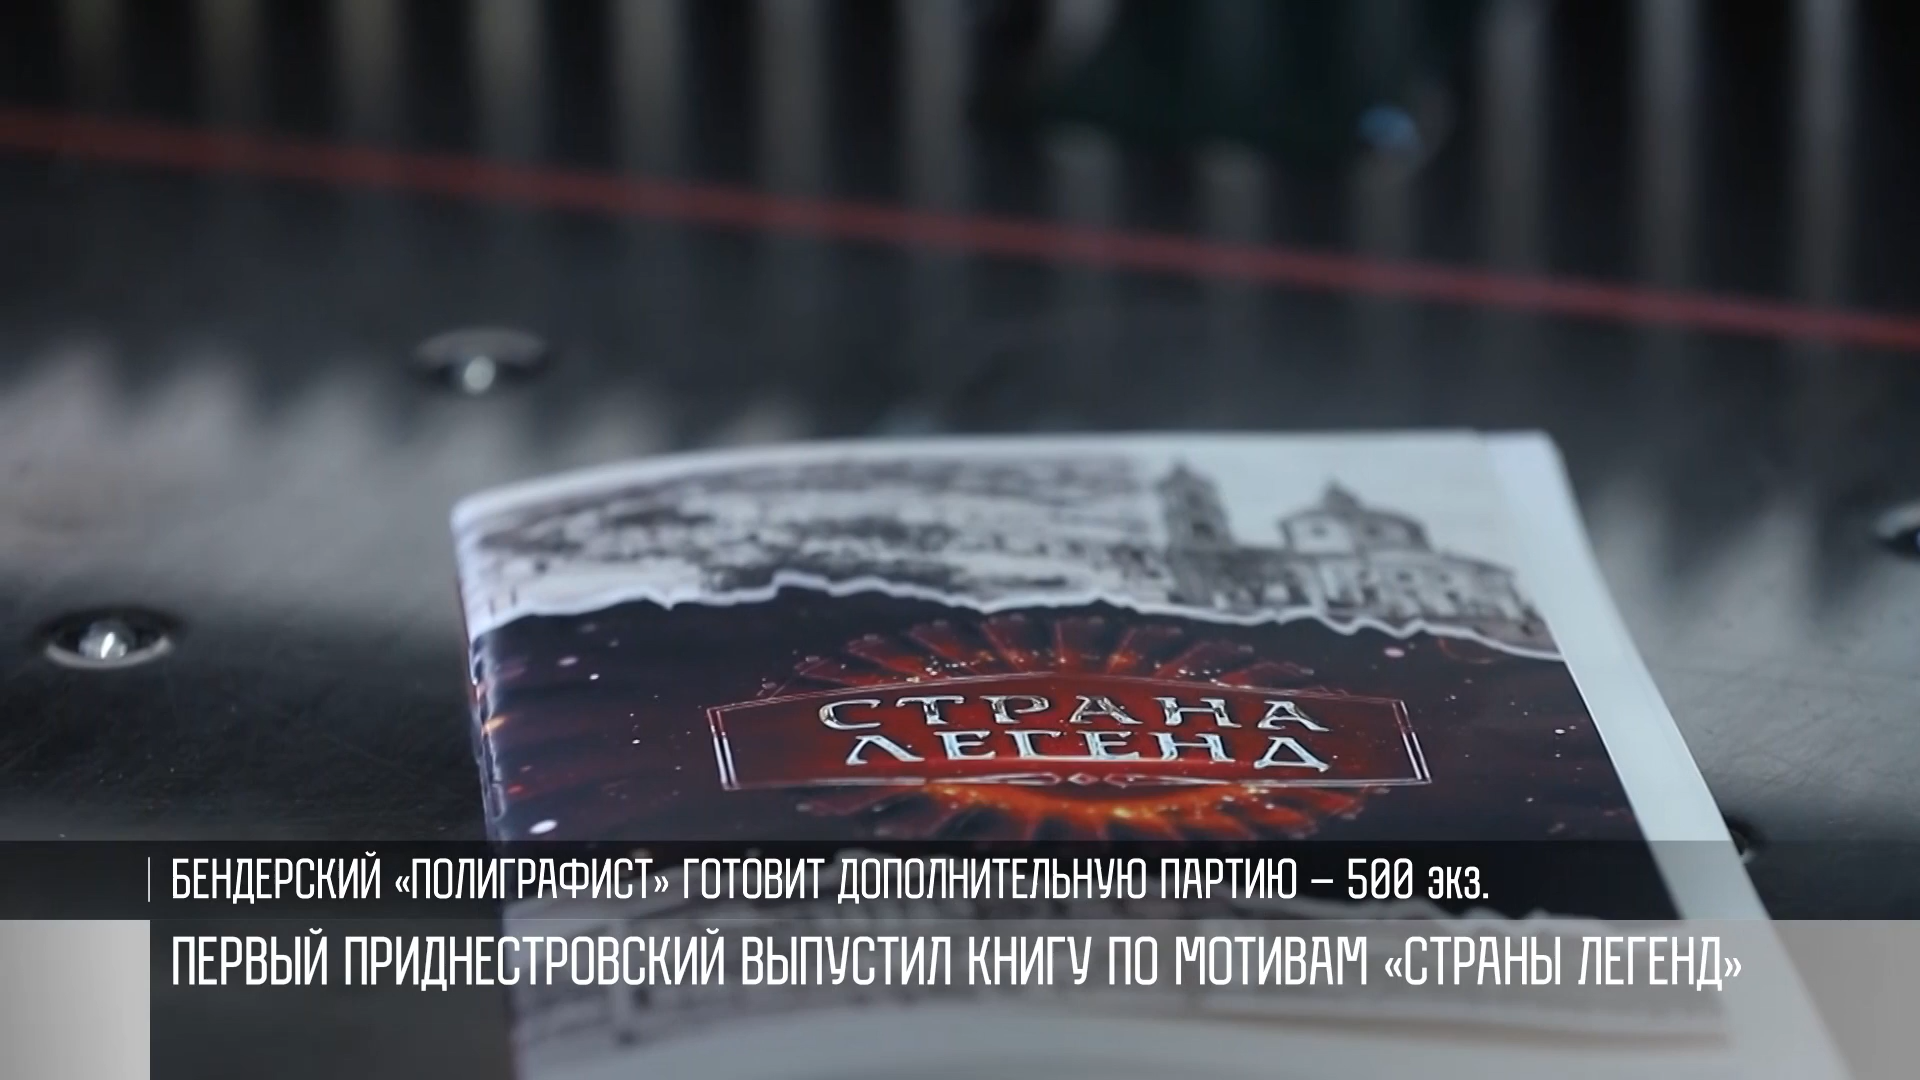 СТРАНА
ЛЕГЕНД
БЕНДЕРСКИЙ «ПОЛИГРАФИСТ» ГОТОВИТ ДОПОЛНИТЕЛЬНУЮ ПАРТИЮ – 500 экз.
ПЕРВЫЙ ПРИДНЕСТРОВСКИЙ ВЫПУСТИЛ КНИГУ ПО МОТИВАМ «СТРАНЫ ЛЕГЕНД»